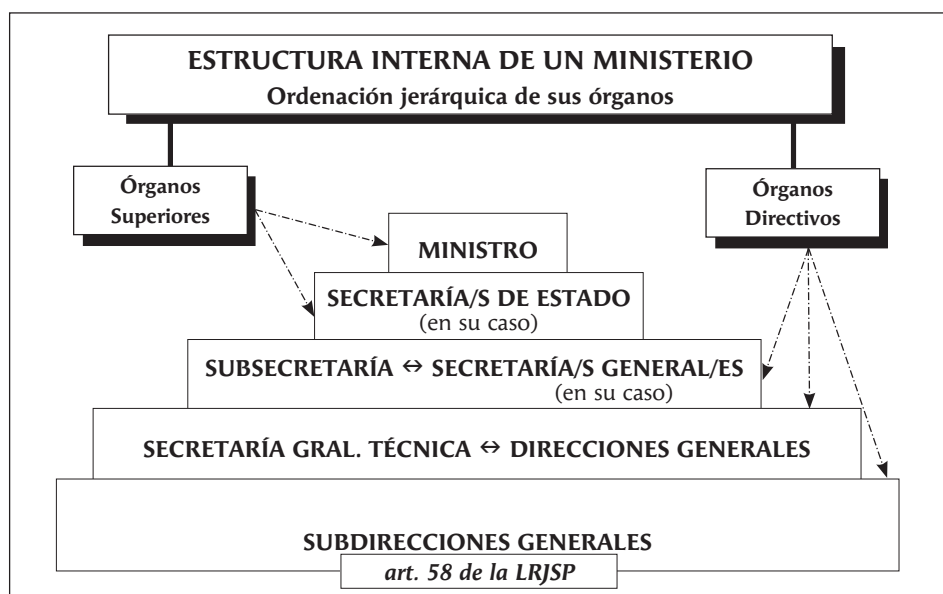 ESTRUCTURA INTERNA DE UN MINISTERIO
Ordenación jerárquica de sus órganos
Órganos
Superiores
Órganos
Directivos
MINISTRO
SECRETARÍA/S DE ESTADO
(en su caso)
SUBSECRETARÍA ↔ SECRETARÍA/S GENERAL/ES
(en su caso)
SECRETARÍA GRAL. TÉCNICA ↔ DIRECCIONES GENERALES
SUBDIRECCIONES GENERALES
art. 58 de la LRJSP